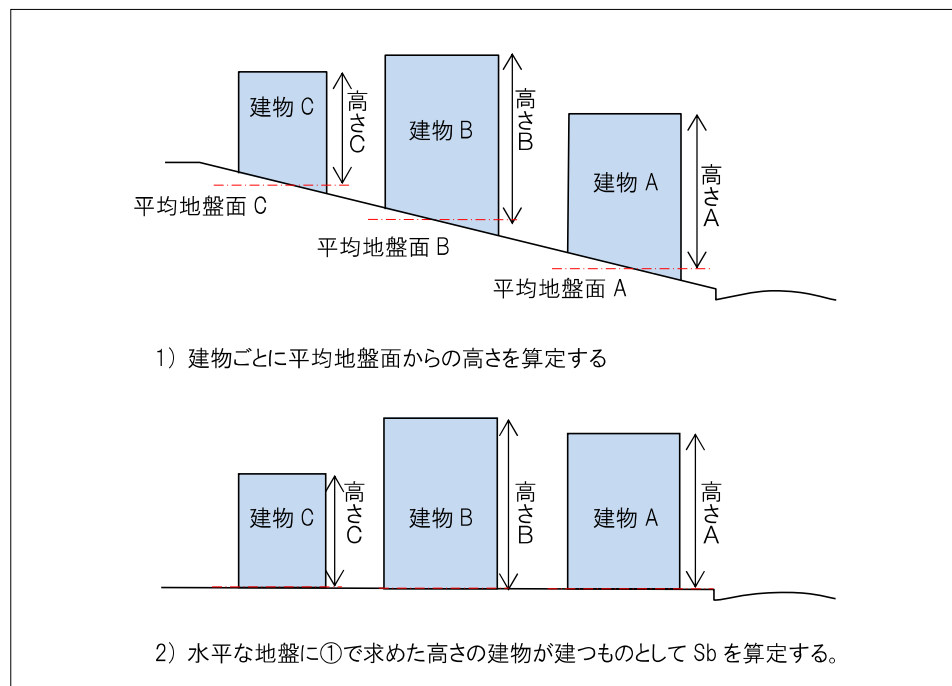 建物 C
高さC
建物 B
高さB
建物 A
高さA
平均地盤面 C
平均地盤面 B
平均地盤面 A
1) 建物ごとに平均地盤面からの高さを算定する
建物 C
高さC
建物 B
高さB
建物 A
高さA
2) 水平な地盤に①で求めた高さの建物が建つものとして Sb を算定する。